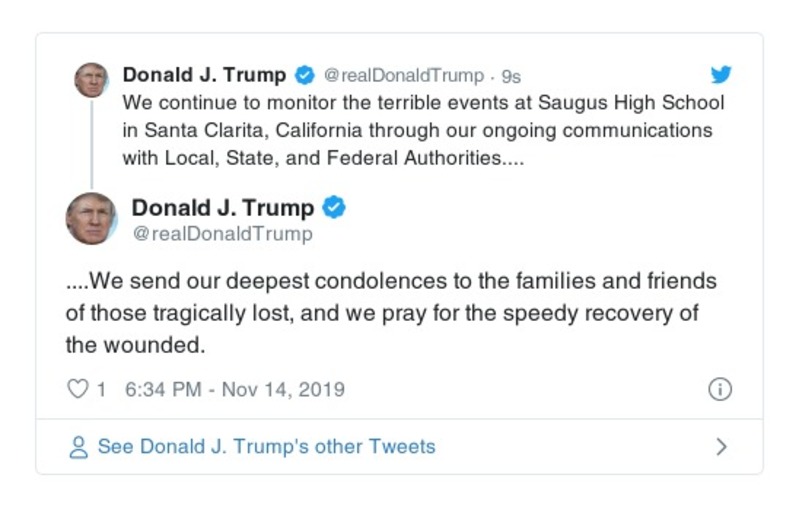 Donald J. Trump @realDonaldTrump · 9s
We continue to monitor the terrible events at Saugus High School
in Santa Clarita, California through our ongoing communications
with Local, State, and Federal Authorities....
Donald J. Trump
@realDonaldTrump
....We send our deepest condolences to the families and friends
of those tragically lost, and we pray for the speedy recovery of
the wounded.
1 6:34 PM - Nov 14, 2019
See Donald J. Trump's other Tweets